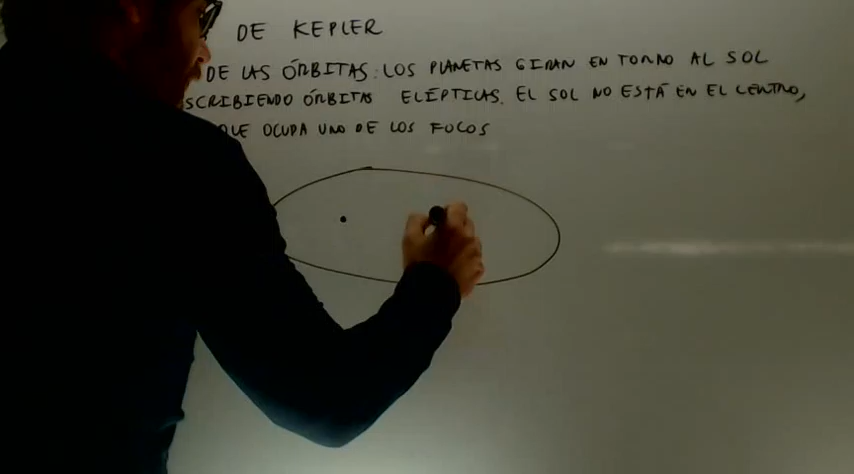 DE KEPLER
DE LAS ÓRBITAS: LOS PLANETAS GIRAN EN TORNO AL SOL
SCRIBIENDO ÓRBITAS ELÍPTICAS. EL SOL NO ESTÁ EN EL CENTRO,
QUE OCUPA UNO DE LOS FOCOS